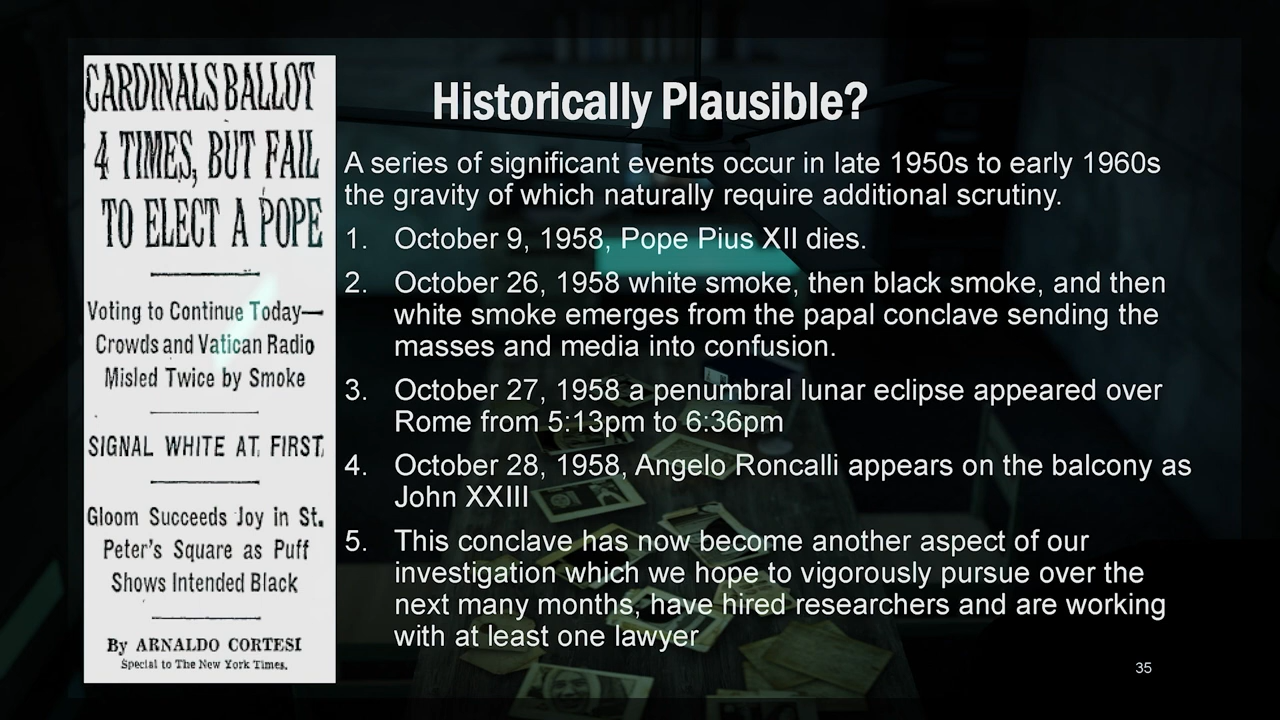 CARDINALS BALLOT
4 TIMES, BUT FAIL
TO ELECT A POPE
Voting to Continue Today—
Crowds and Vatican Radio
Misled Twice by Smoke
SIGNAL WHITE AT FIRST
Gloom Succeeds Joy in St.
Peter's Square as Puff
Shows Intended Black
By ARNALDO CORTESI
Special to The New York Times.
Historically Plausible?
A series of significant events occur in late 1950s to early 1960s
the gravity of which naturally require additional scrutiny.
1. October 9, 1958, Pope Pius XII dies.
2. October 26, 1958 white smoke, then black smoke, and then
white smoke emerges from the papal conclave sending the
masses and media into confusion.
3. October 27, 1958 a penumbral lunar eclipse appeared over
Rome from 5:13pm to 6:36pm
4. October 28, 1958, Angelo Roncalli appears on the balcony as
John XXIII
5. This conclave has now become another aspect of our
investigation which we hope to vigorously pursue over the
next many months, have hired researchers and are working
with at least one lawyer
35